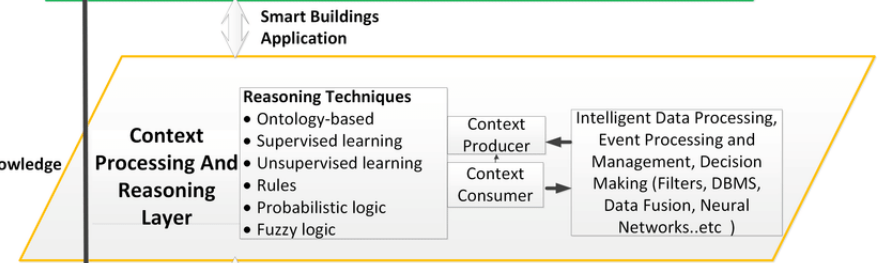 Smart Buildings
Application
owledge
Context
Processing And
Reasoning
Layer
Reasoning Techniques
• Ontology-based
• Supervised learning
• Unsupervised learning
• Rules
• Probabilistic logic
• Fuzzy logic
Context
Producer
Context
Consumer
Intelligent Data Processing,
Event Processing and
Management, Decision
Making (Filters, DBMS,
Data Fusion, Neural
Networks..etc )